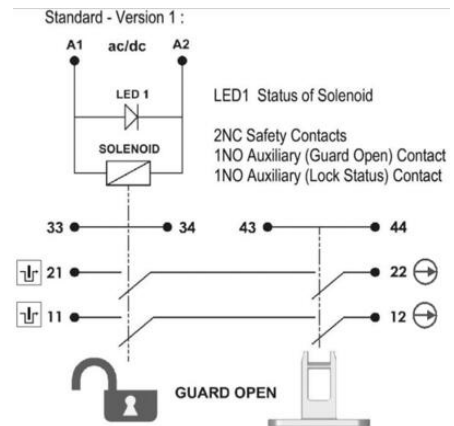 Standard - Version 1 :
A1 ac/dc A2
LED 1
LED1 Status of Solenoid
SOLENOID
2NC Safety Contacts
1NO Auxiliary (Guard Open) Contact
1NO Auxiliary (Lock Status) Contact
33 34 43 44
21 22
11 12
GUARD OPEN